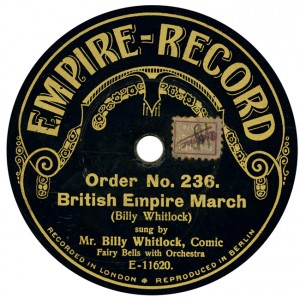 EMPIRE-RECORD
Order No. 236.
British Empire March
(Billy Whitlock)
sung by
Mr. Billy Whitlock, Comic
Fairy Bells with Orchestra
E-11620.
RECORDED IN LONDON ◆ REPRODUCED IN BERLIN